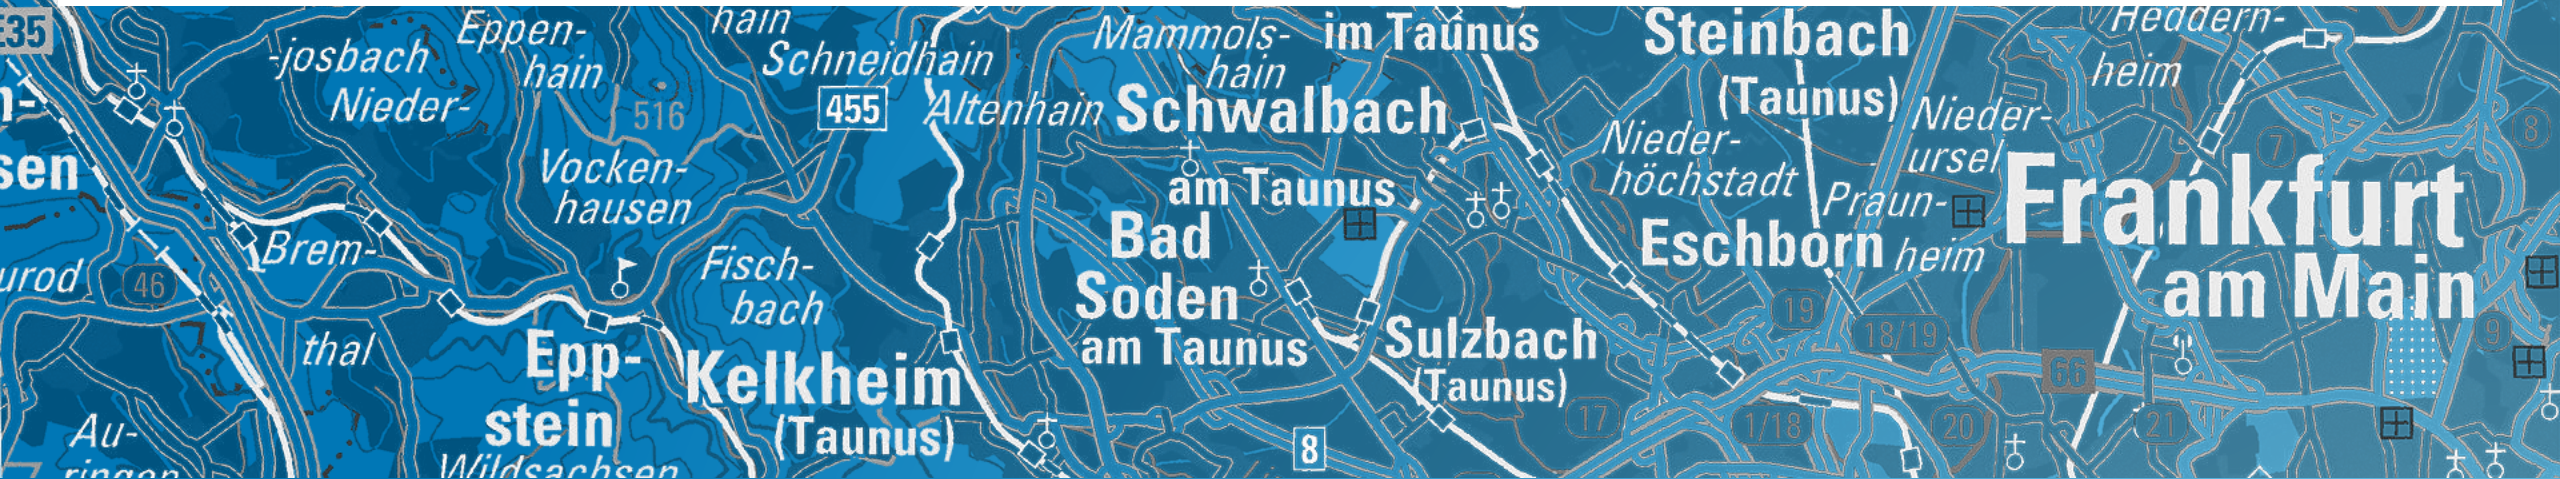 E35
-josbach
Nieder-
Eppen-
hain
516
hain
Schneidhain
455
Altenhain
Mammols-
hain
im Taunus
Schwalbach
am Taunus
Steinbach
(Taunus)
Heddern-
heim
Nieder-
ursel
7
8
sen
Vocken-
hausen
Nieder-
höchstadt
Praun-
heim
Eschborn
Frankfurt
am Main
urod
46
Brem-
thal
Fisch-
bach
Bad
Soden
am Taunus
Sulzbach
(Taunus)
19
18/19
66
9
Epp-
stein
Kelkheim
(Taunus)
Au-
ringen
Wildsachsen
8
17
1/18
20
21